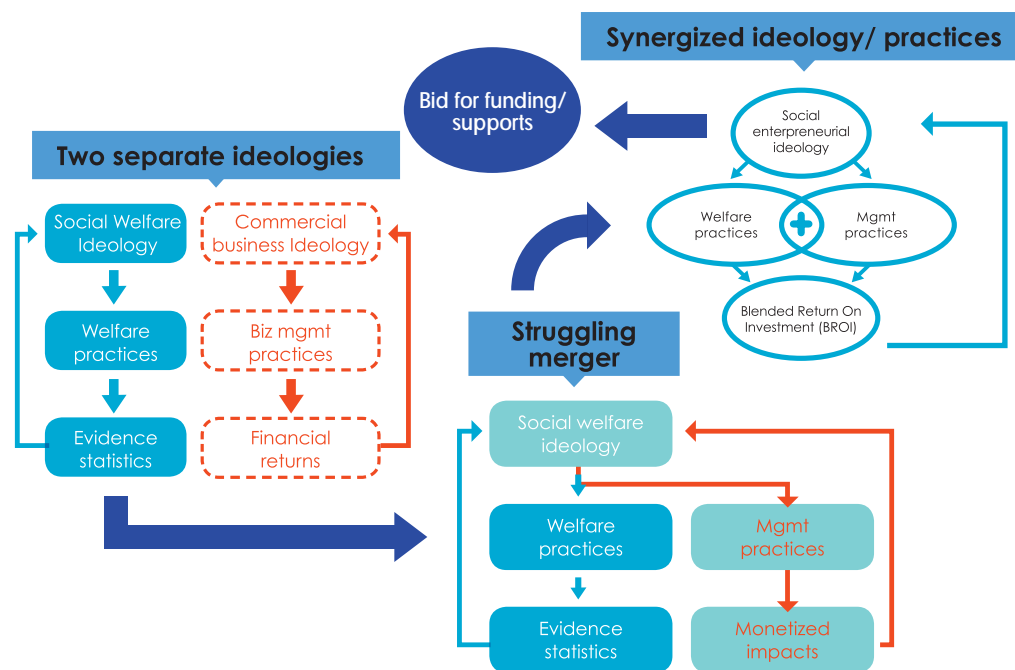 Synergized ideology/ practices
Bid for funding/
supports
Social
enterpreneurial
ideology
Welfare
practices
Mgmt
practices
Blended Return On
Investment (BROI)
Two separate ideologies
Social Welfare
Ideology
Commercial
business Ideology
Welfare
practices
Biz mgmt
practices
Evidence
statistics
Financial
returns
Struggling
merger
Social welfare
ideology
Welfare
practices
Mgmt
practices
Evidence
statistics
Monetized
impacts